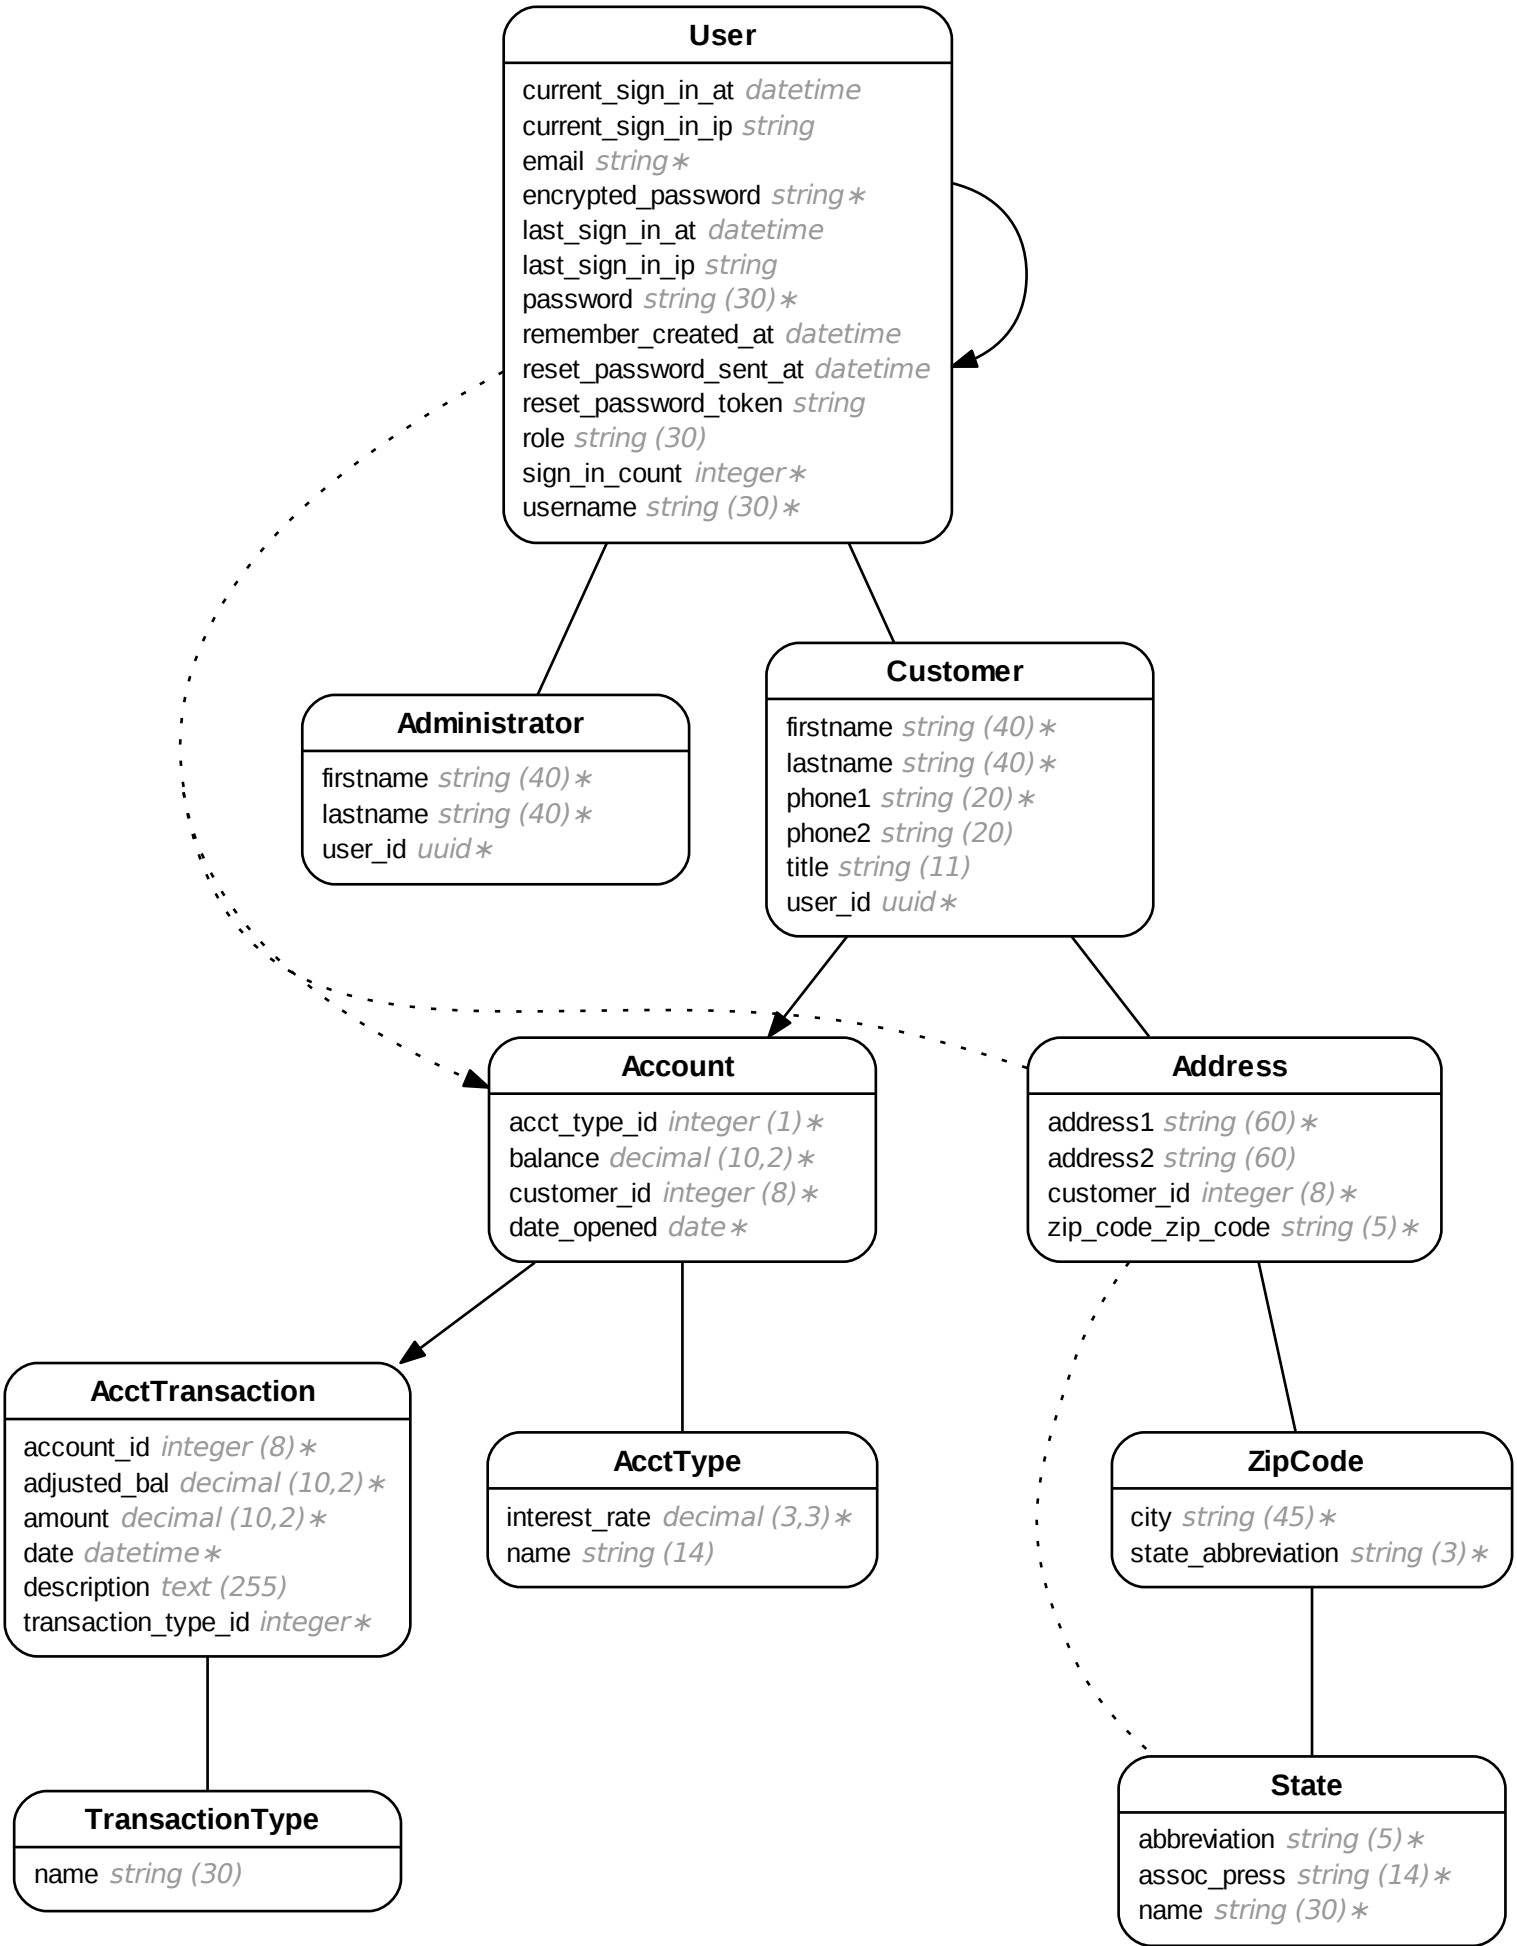 User
current_sign_in_at datetime
current_sign_in_ip string
email string∗
encrypted_password string∗
last_sign_in_at datetime
last_sign_in_ip string
password string (30)∗
remember_created_at datetime
reset_password_sent_at datetime
reset_password_token string
role string (30)
sign_in_count integer∗
username string (30)∗
Administrator
firstname string (40)∗
lastname string (40)∗
user_id uuid∗
Customer
firstname string (40)∗
lastname string (40)∗
phone1 string (20)∗
phone2 string (20)
title string (11)
user_id uuid∗
Account
acct_type_id integer (1)∗
balance decimal (10,2)∗
customer_id integer (8)∗
date_opened date∗
Address
address1 string (60)∗
address2 string (60)
customer_id integer (8)∗
zip_code_zip_code string (5)∗
AcctTransaction
account_id integer (8)∗
adjusted_bal decimal (10,2)∗
amount decimal (10,2)∗
date datetime∗
description text (255)
transaction_type_id integer∗
AcctType
interest_rate decimal (3,3)∗
name string (14)
ZipCode
city string (45)∗
state_abbreviation string (3)∗
TransactionType
name string (30)
State
abbreviation string (5)∗
assoc_press string (14)∗
name string (30)∗